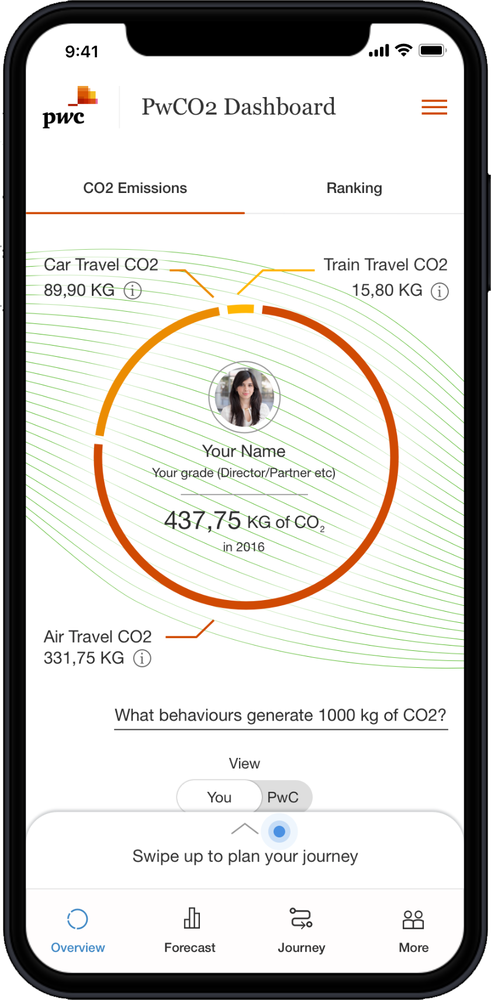 9:41
pwc
PwCO2 Dashboard
CO2 Emissions
Ranking
Car Travel CO2
89,90 KG i
Train Travel CO2
15,80 KG i
Your Name
Your grade (Director/Partner etc)
437,75 KG of CO₂
in 2016
Air Travel CO2
331,75 KG i
What behaviours generate 1000 kg of CO2?
View
You
PwC
Swipe up to plan your journey
Overview
Forecast
Journey
More